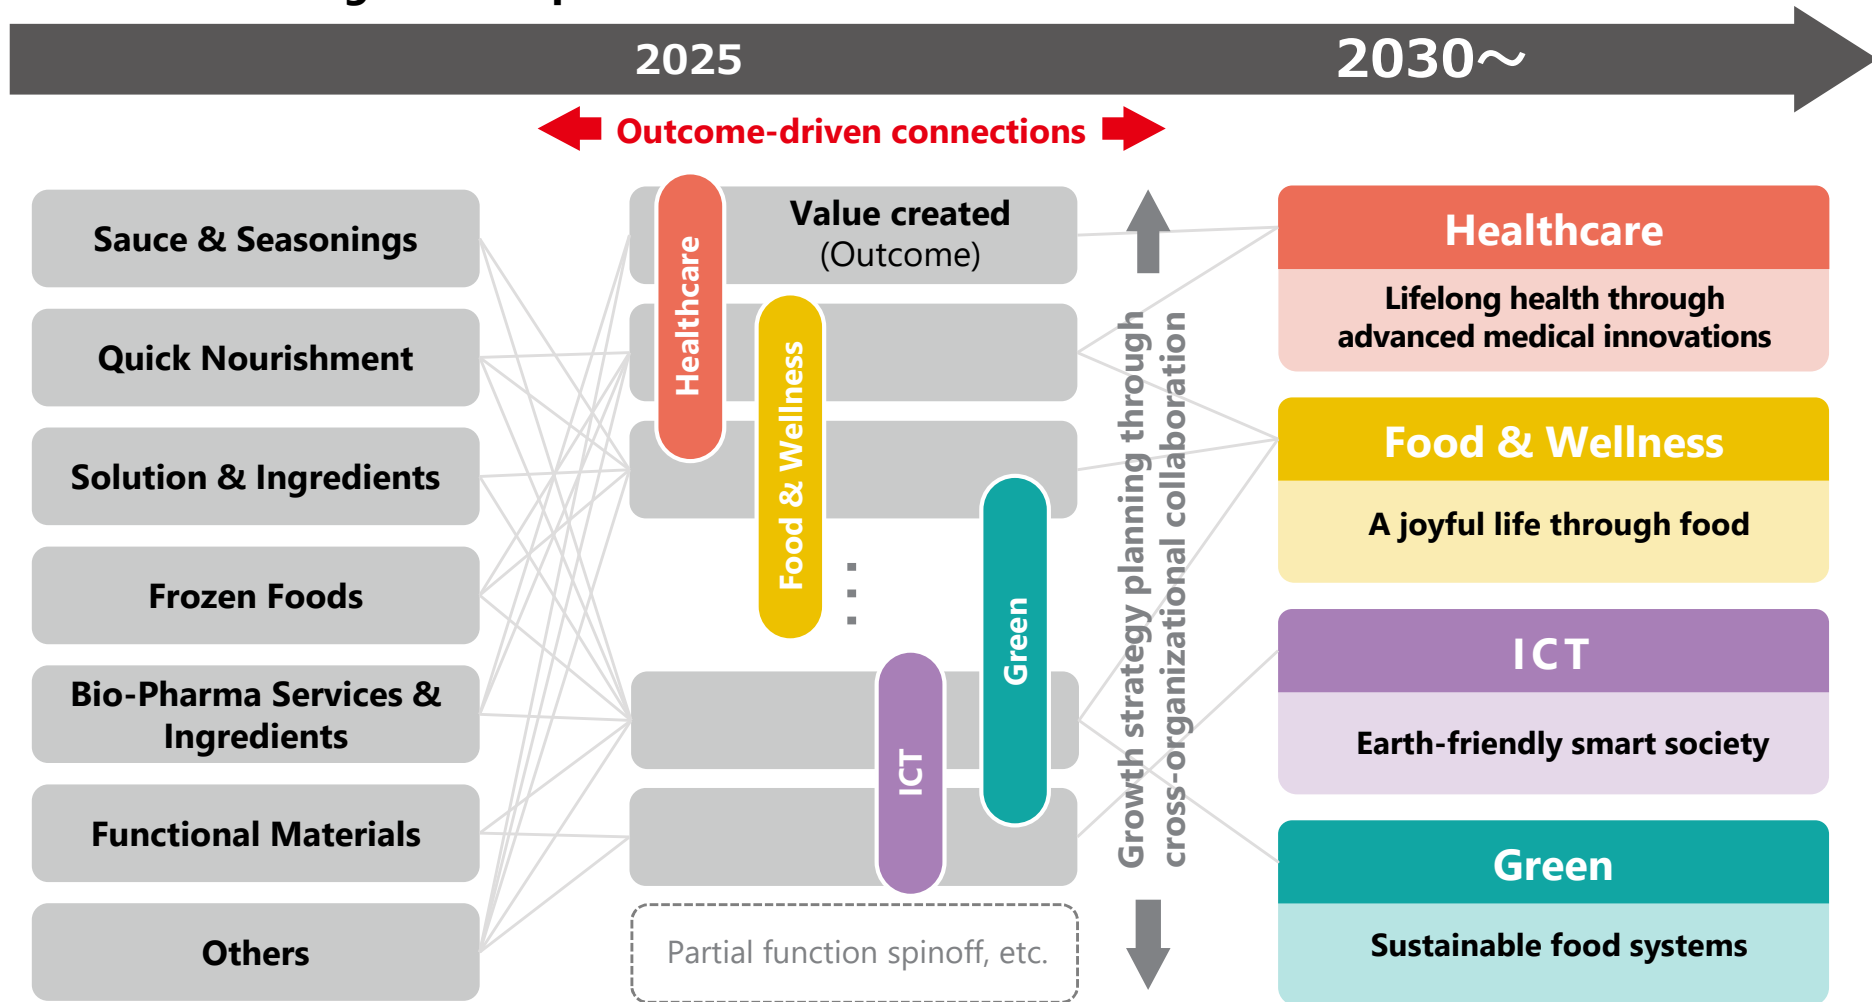 2025
2030～
Outcome-driven connections
Sauce & Seasonings
Quick Nourishment
Solution & Ingredients
Frozen Foods
Bio-Pharma Services &
Ingredients
Functional Materials
Others
Value created
(Outcome)
Healthcare
Food & Wellness
Green
ICT
Partial function spinoff, etc.
Growth strategy planning through
cross-organizational collaboration
Healthcare
Lifelong health through
advanced medical innovations
Food & Wellness
A joyful life through food
ICT
Earth-friendly smart society
Green
Sustainable food systems